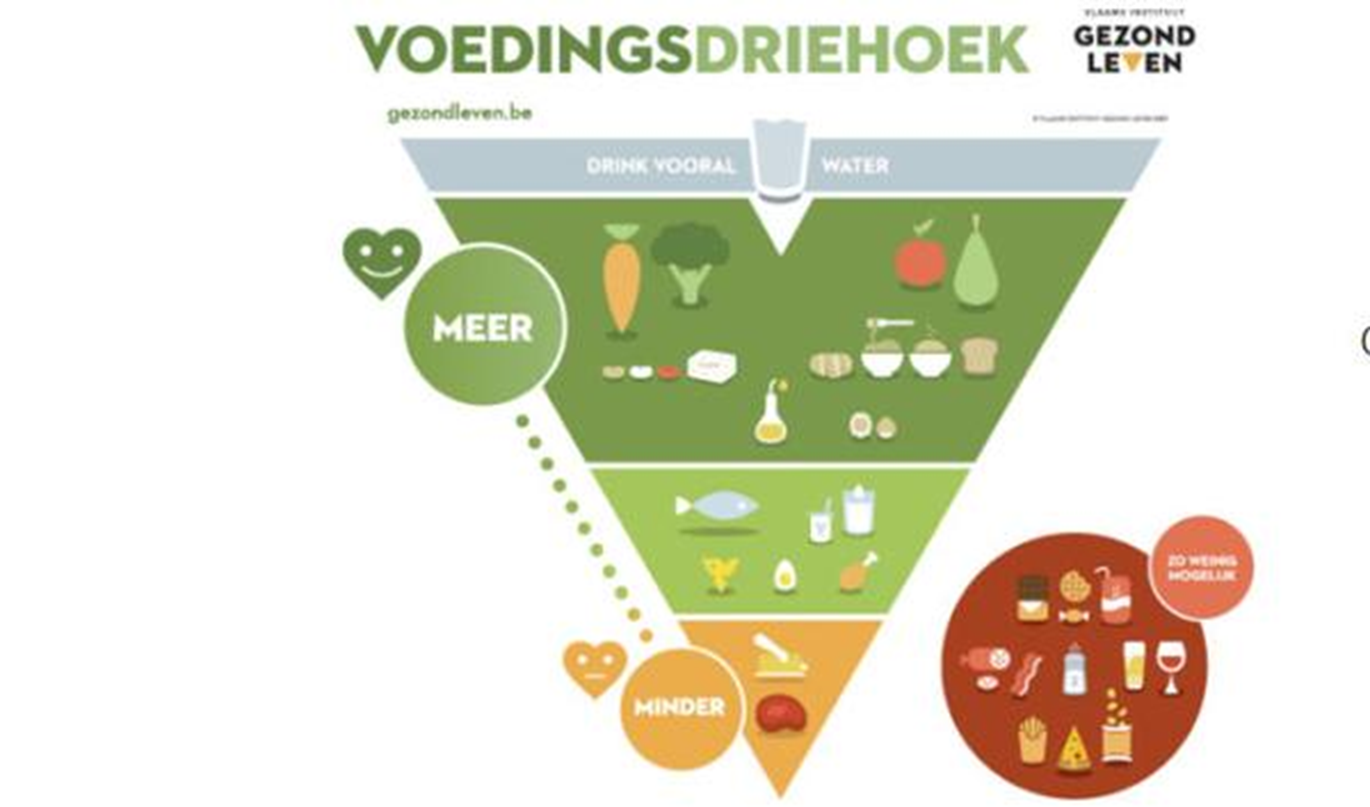 VOEDINGSDRIEHOEK
VLAAMS INSTITUUT
GEZOND
LEVEN
gezondleven.be
DRINK VOORAL WATER
MEER
ZO WEINIG
MOGELIJK
MINDER